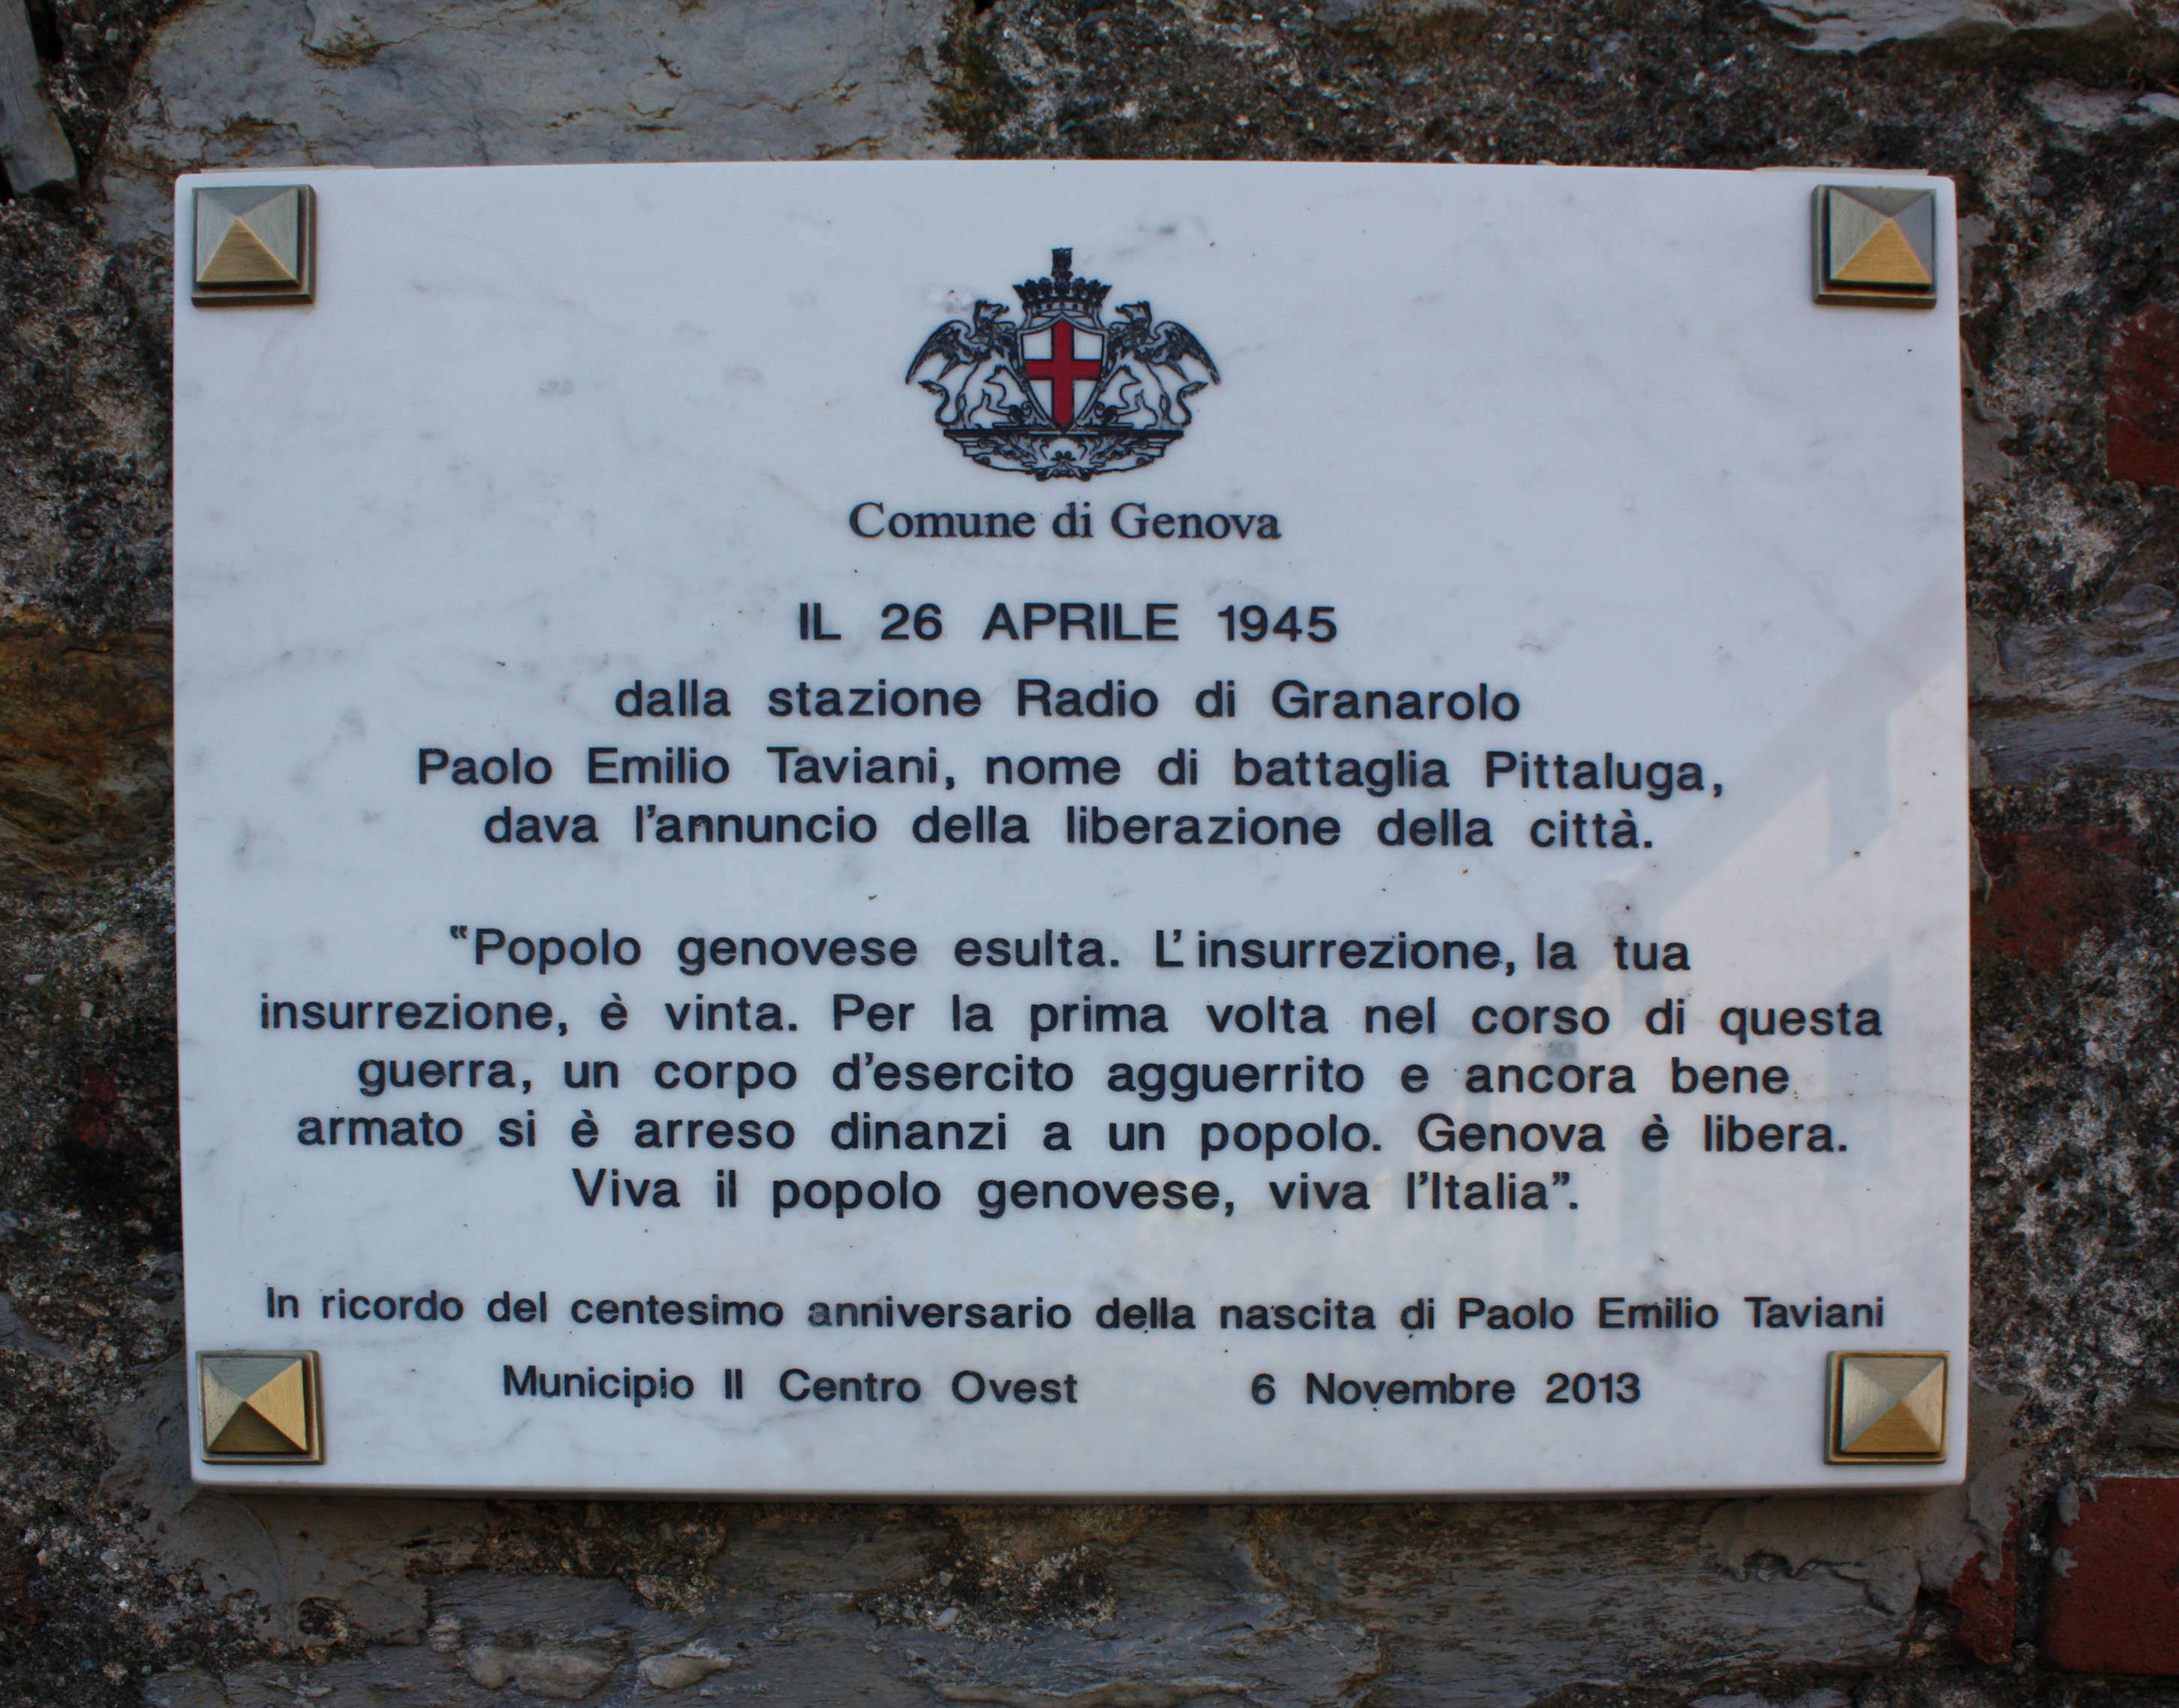 Comune di Genova
IL 26 APRILE 1945
dalla stazione Radio di Granarolo
Paolo Emilio Taviani, nome di battaglia Pittaluga,
dava l'annuncio della liberazione della città.
"Popolo genovese esulta. L'insurrezione, la tua
insurrezione, è vinta. Per la prima volta nel corso di questa
guerra, un corpo d'esercito agguerrito e ancora bene
armato si è arreso dinanzi a un popolo. Genova è libera.
Viva il popolo genovese, viva l'Italia".
In ricordo del centesimo anniversario della nascita di Paolo Emilio Taviani
Municipio II Centro Ovest 6 Novembre 2013